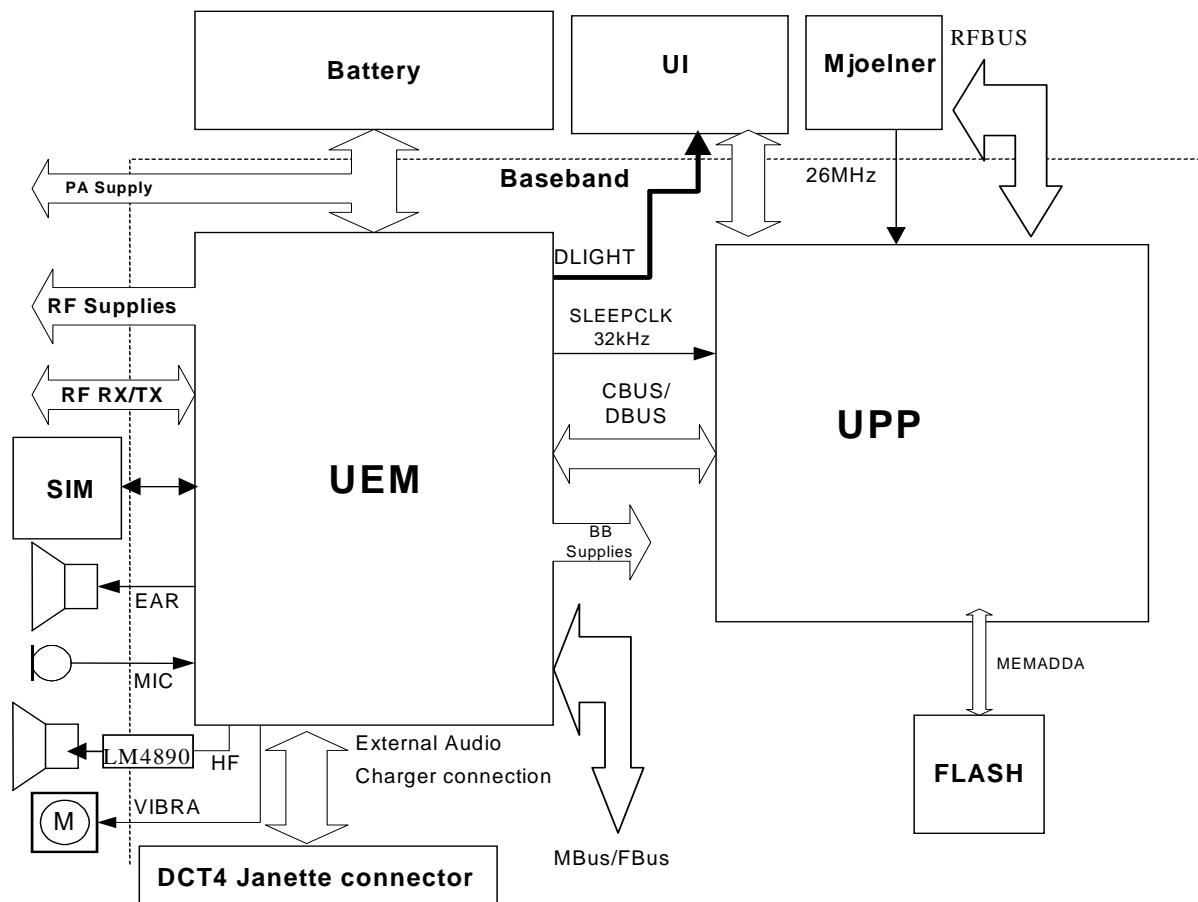 RFBUS
Battery
UI
Mjoelner
PA Supply
Baseband
26MHz
DLIGHT
RF Supplies
SLEEPCLK
32kHz
RF RX/TX
CBUS/
DBUS
UPP
UEM
SIM
BB
Supplies
EAR
MIC
MEMADDA
External Audio
LM4890
HF
Charger connection
FLASH
VIBRA
M
MBus/FBus
DCT4 Janette connector